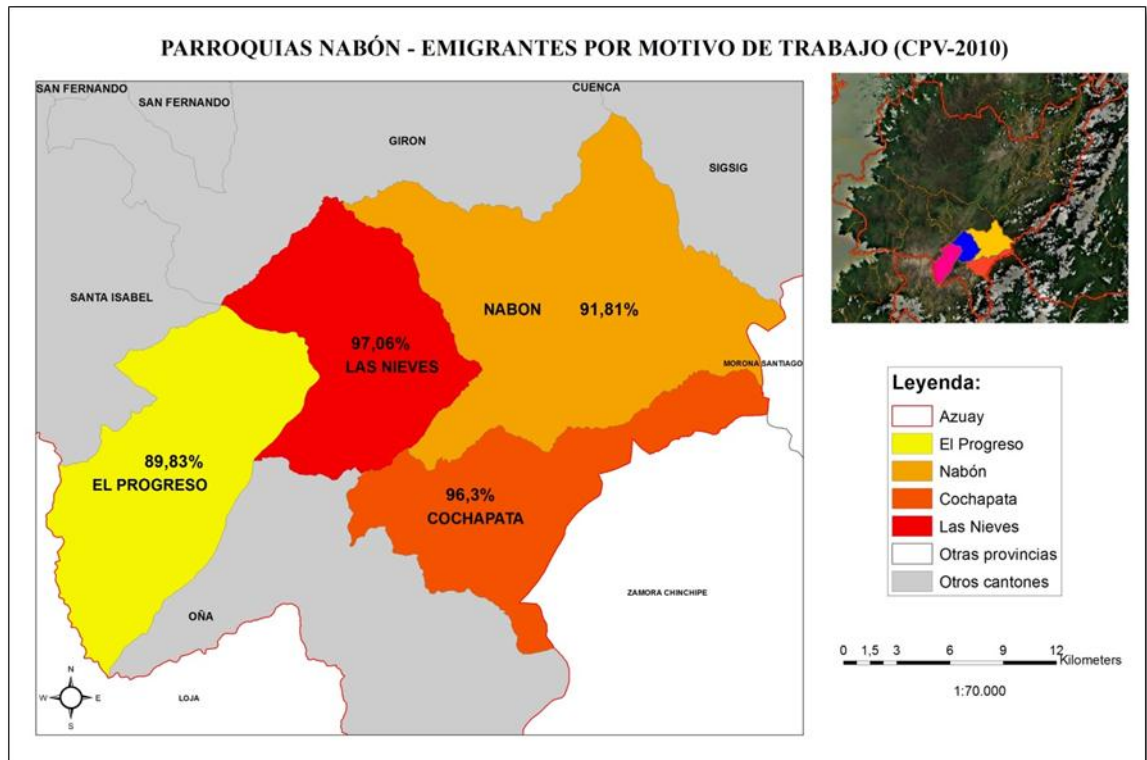 PARROQUIAS NABÓN - EMIGRANTES POR MOTIVO DE TRABAJO (CPV-2010)
SAN FERNANDO
SAN FERNANDO
CUENCA
GIRON
SIGSIG
SANTA ISABEL
NABON 91,81%
97,06%
LAS NIEVES
MORONA SANTIAGO
89,83%
EL PROGRESO
96,3%
COCHAPATA
ZAMORA CHINCHIPE
OÑA
LOJA
N
W E
S
Leyenda:
Azuay
El Progreso
Nabón
Cochapata
Las Nieves
Otras provincias
Otros cantones
0 1,5 3 6 9 12
Kilometers
1:70.000